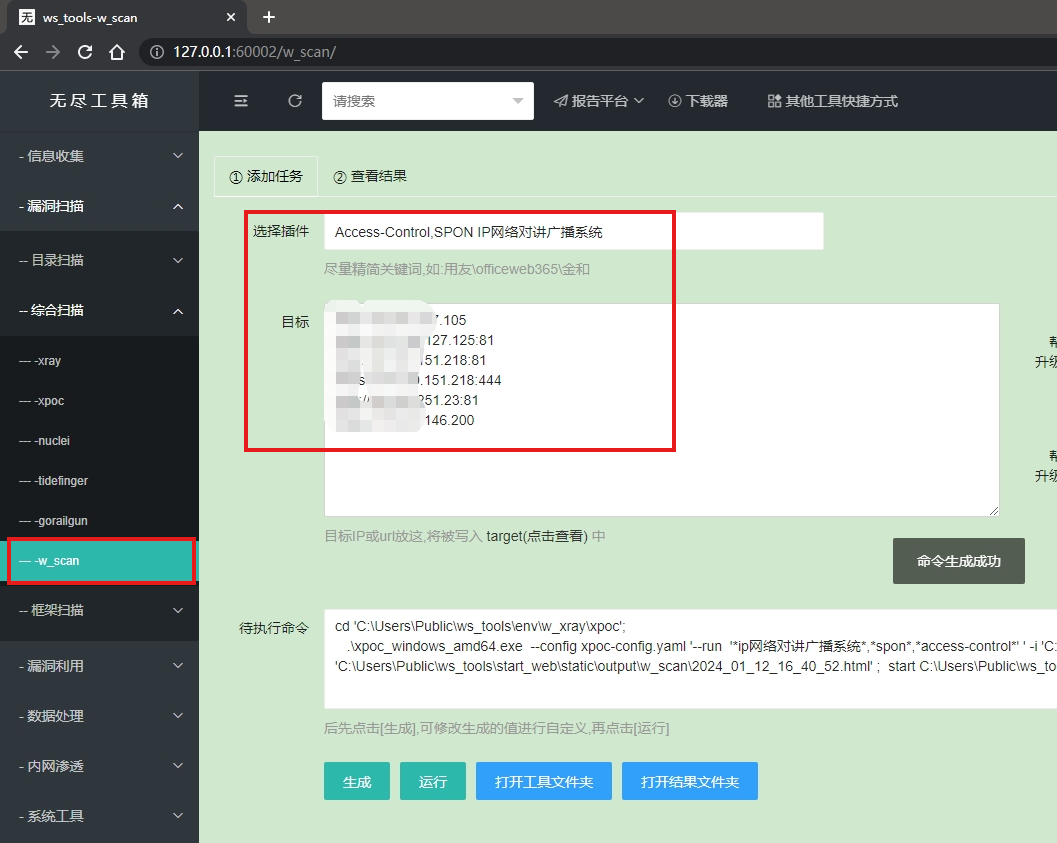 无 ws_tools-w_scan
127.0.0.1:60002/w_scan/
无尽工具箱
请搜索
报告平台
下载器
其他工具快捷方式
- 信息收集
- 漏洞扫描
-- 目录扫描
-- 综合扫描
--- -xray
--- -xpoc
--- -nuclei
--- -tidefinger
--- -gorailgun
--- -w_scan
-- 框架扫描
- 漏洞利用
- 数据处理
- 内网渗透
- 系统工具
① 添加任务
② 查看结果
选择插件
Access-Control,SPON IP网络对讲广播系统
尽量精简关键词,如:用友\officeweb365\金和
目标
7.105
127.125:81
151.218:81
.151.218:444
251.23:81
146.200
升级
升级
目标IP或url放这,将被写入 target(点击查看) 中
命令生成成功
待执行命令
cd 'C:\Users\Public\ws_tools\env\w_xray\xpoc';
.\xpoc_windows_amd64.exe --config xpoc-config.yaml '--run '*ip网络对讲广播系统*,*spon*,*access-control*' ' -i 'C:
'C:\Users\Public\ws_tools\start_web\static\output\w_scan\2024_01_12_16_40_52.html' ; start C:\Users\Public\ws_to
后先点击[生成],可修改生成的值进行自定义,再点击[运行]
生成
运行
打开工具文件夹
打开结果文件夹